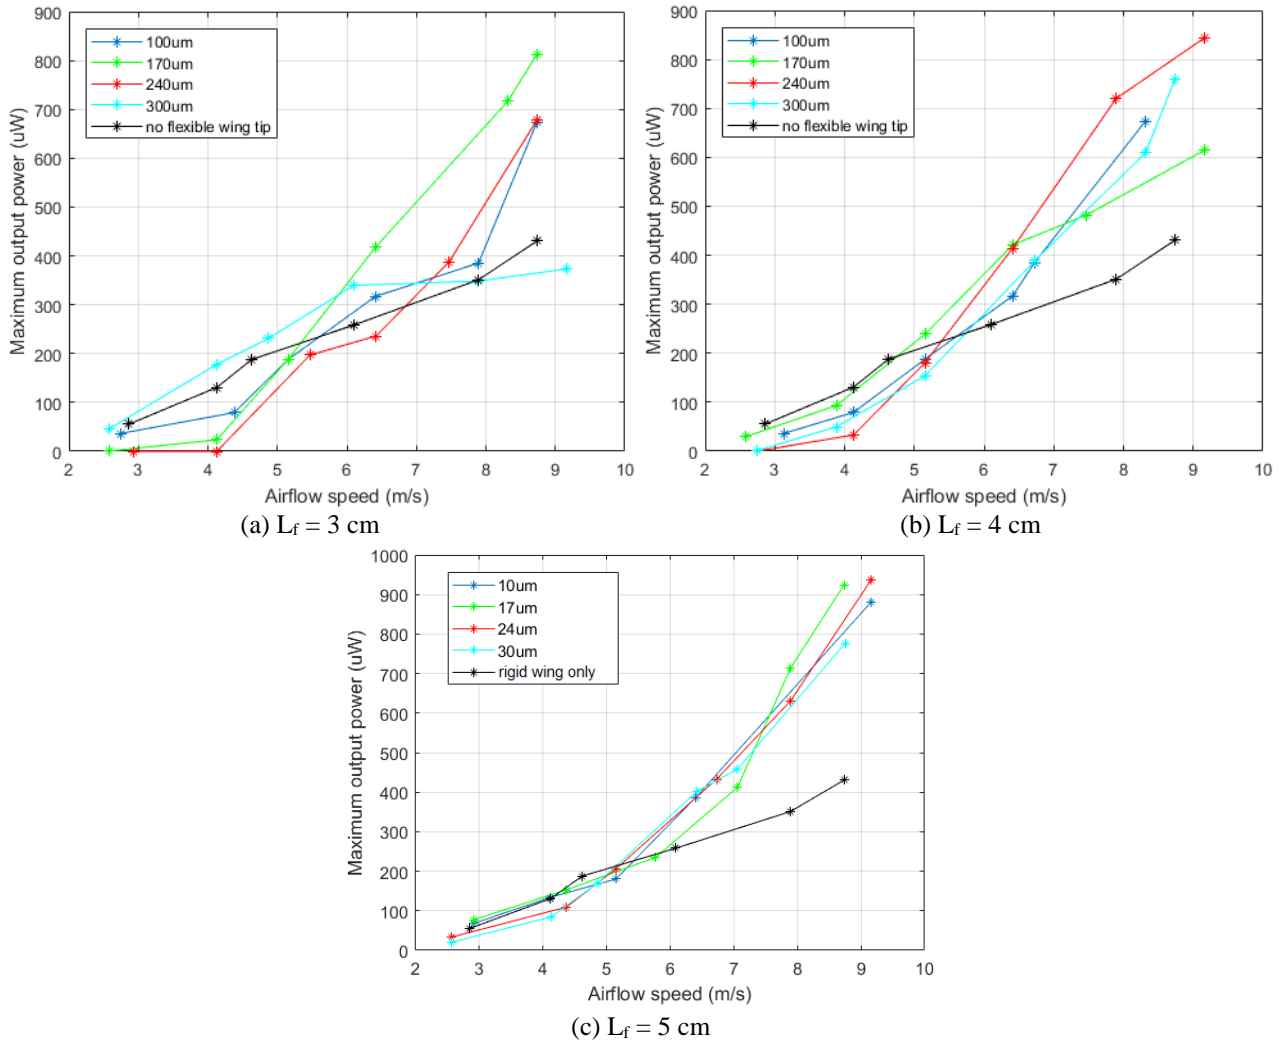 900
800
700
600
500
400
300
200
100
0
Maximum output power (uW)
100um
170um
240um
300um
no flexible wing tip
2 3 4 5 6 7 8 9 10
Airflow speed (m/s)
(a) Lf = 3 cm
900
800
700
600
500
400
300
200
100
0
Maximum output power (uW)
100um
170um
240um
300um
no flexible wing tip
2 3 4 5 6 7 8 9 10
Airflow speed (m/s)
(b) Lf = 4 cm
1000
900
800
700
600
500
400
300
200
100
0
Maximum output power (uW)
10um
17um
24um
30um
rigid wing only
2 3 4 5 6 7 8 9 10
Airflow speed (m/s)
(c) Lf = 5 cm